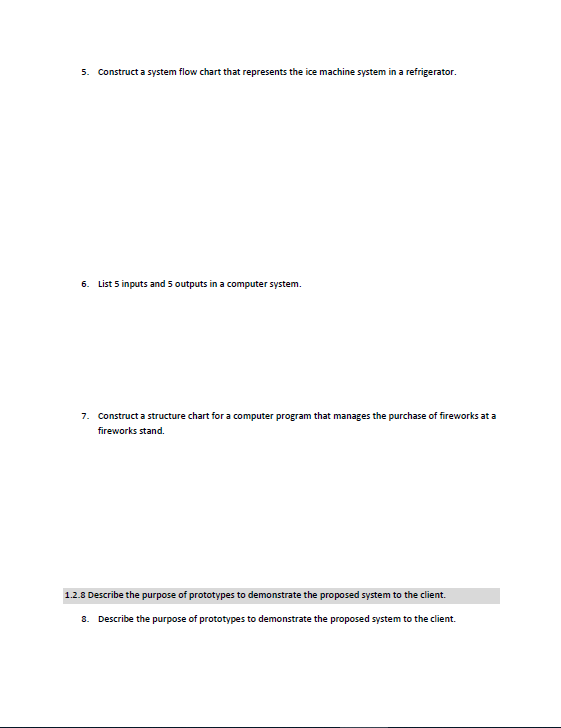 5. Construct a system flow chart that represents the ice machine system in a refrigerator.
6. List 5 inputs and 5 outputs in a computer system.
7. Construct a structure chart for a computer program that manages the purchase of fireworks at a
fireworks stand.
1.2.8 Describe the purpose of prototypes to demonstrate the proposed system to the client.
8. Describe the purpose of prototypes to demonstrate the proposed system to the client.